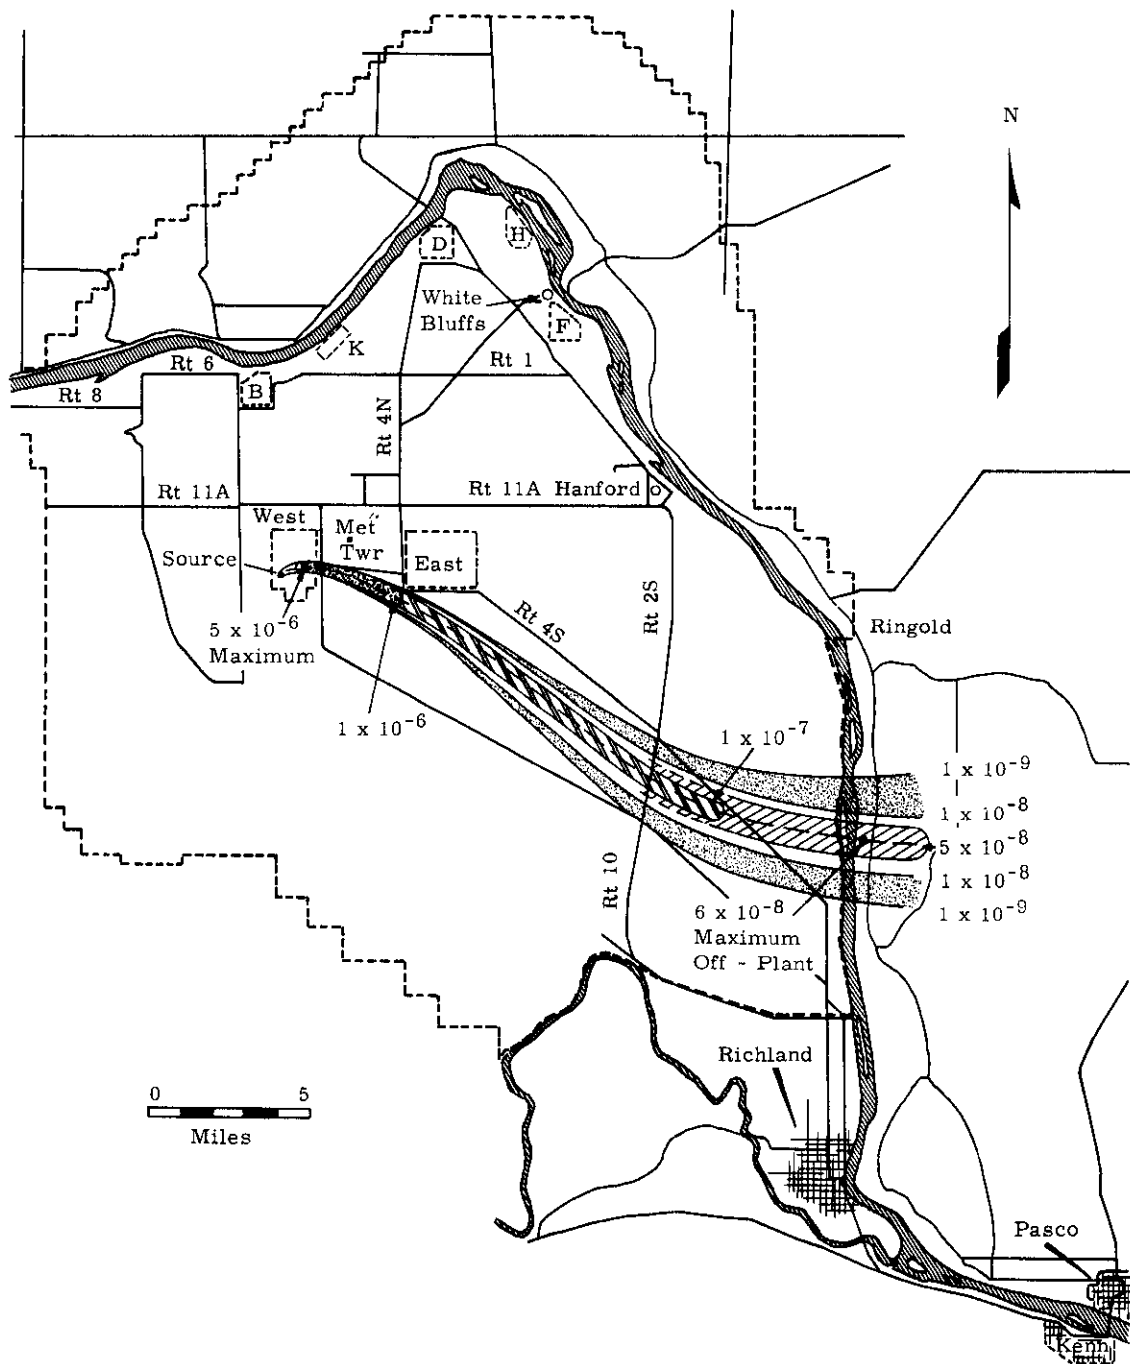 N
D
H
White
Bluffs
F
K
Rt 6
Rt 1
Rt 8
B
Rt 4N
Rt 11A
Rt 11A Hanford
West
Met
Twr
Source
East
5 x 10⁻⁶
Maximum
Rt 4S
Rt 2S
Ringold
1 x 10⁻⁶
1 x 10⁻⁷
1 x 10⁻⁹
1 x 10⁻⁸
5 x 10⁻⁸
1 x 10⁻⁸
1 x 10⁻⁹
Rt 10
6 x 10⁻⁸
Maximum
Off - Plant
Richland
0 5
Miles
Pasco
Kenn